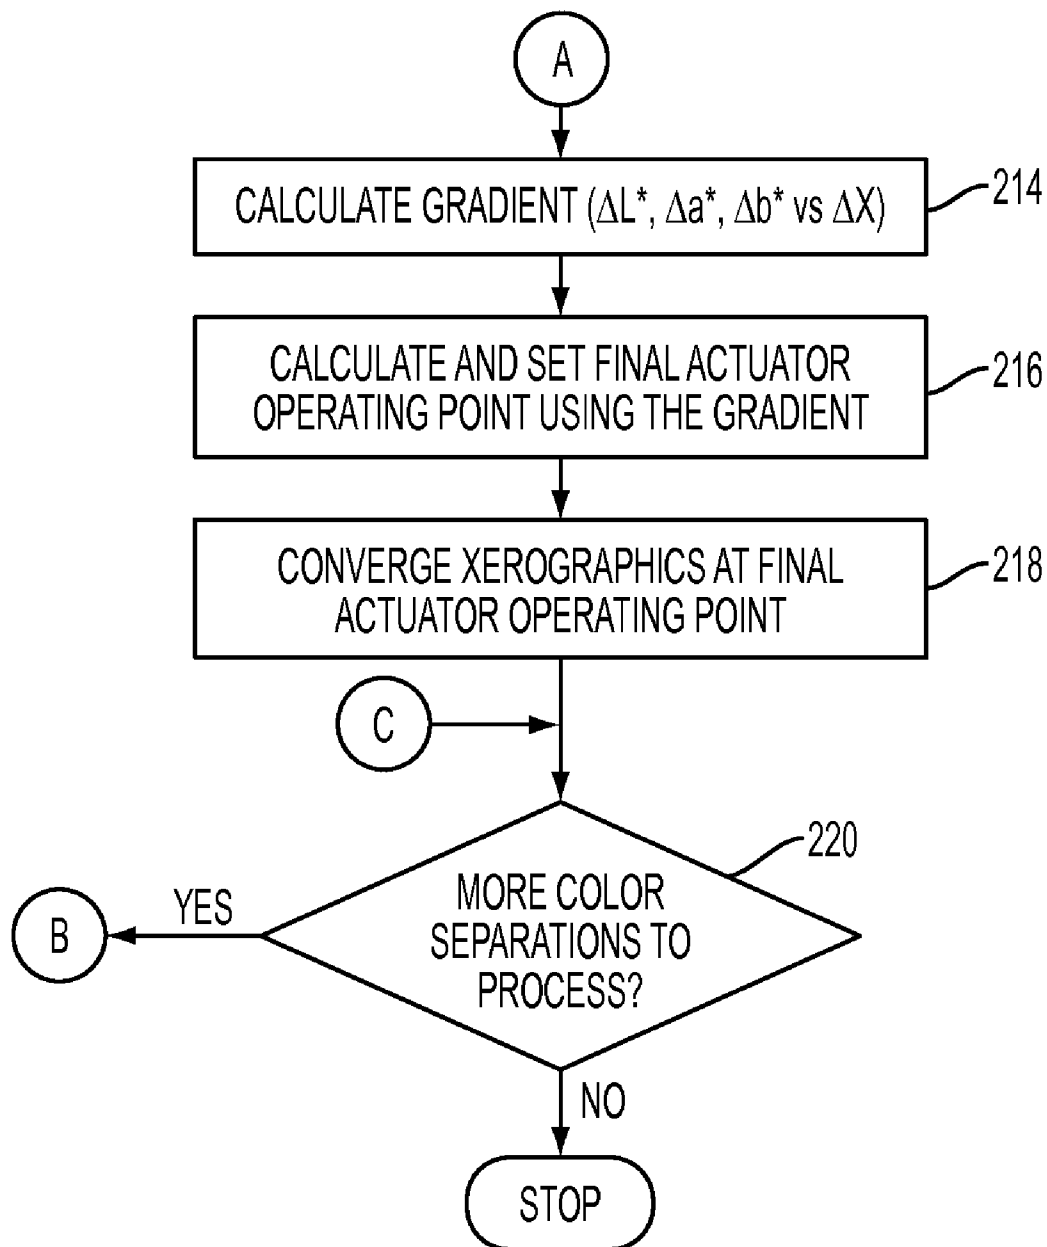 A
CALCULATE GRADIENT (ΔL*, Δa*, Δb* vs ΔX)
214
CALCULATE AND SET FINAL ACTUATOR
OPERATING POINT USING THE GRADIENT
216
CONVERGE XEROGRAPHICS AT FINAL
ACTUATOR OPERATING POINT
218
C
220
MORE COLOR
SEPARATIONS TO
PROCESS?
YES
B
NO
STOP